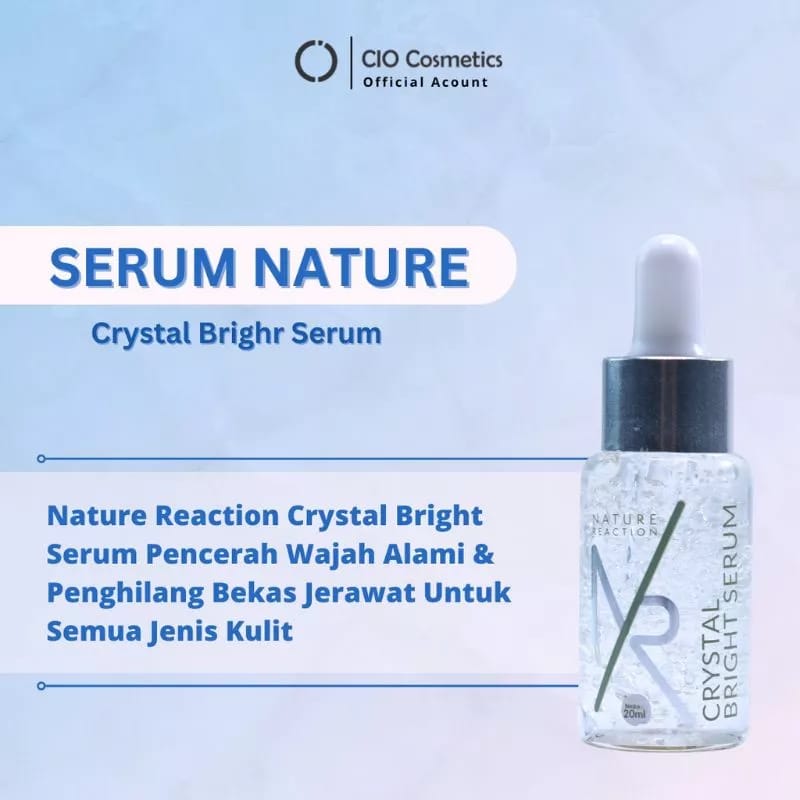 CIO Cosmetics
Official Acount
SERUM NATURE
Crystal Brighr Serum
Nature Reaction Crystal Bright
Serum Pencerah Wajah Alami &
Penghilang Bekas Jerawat Untuk
Semua Jenis Kulit
NATURE
REACTION
CRYSTAL
BRIGHT SERUM
Netto
20ml